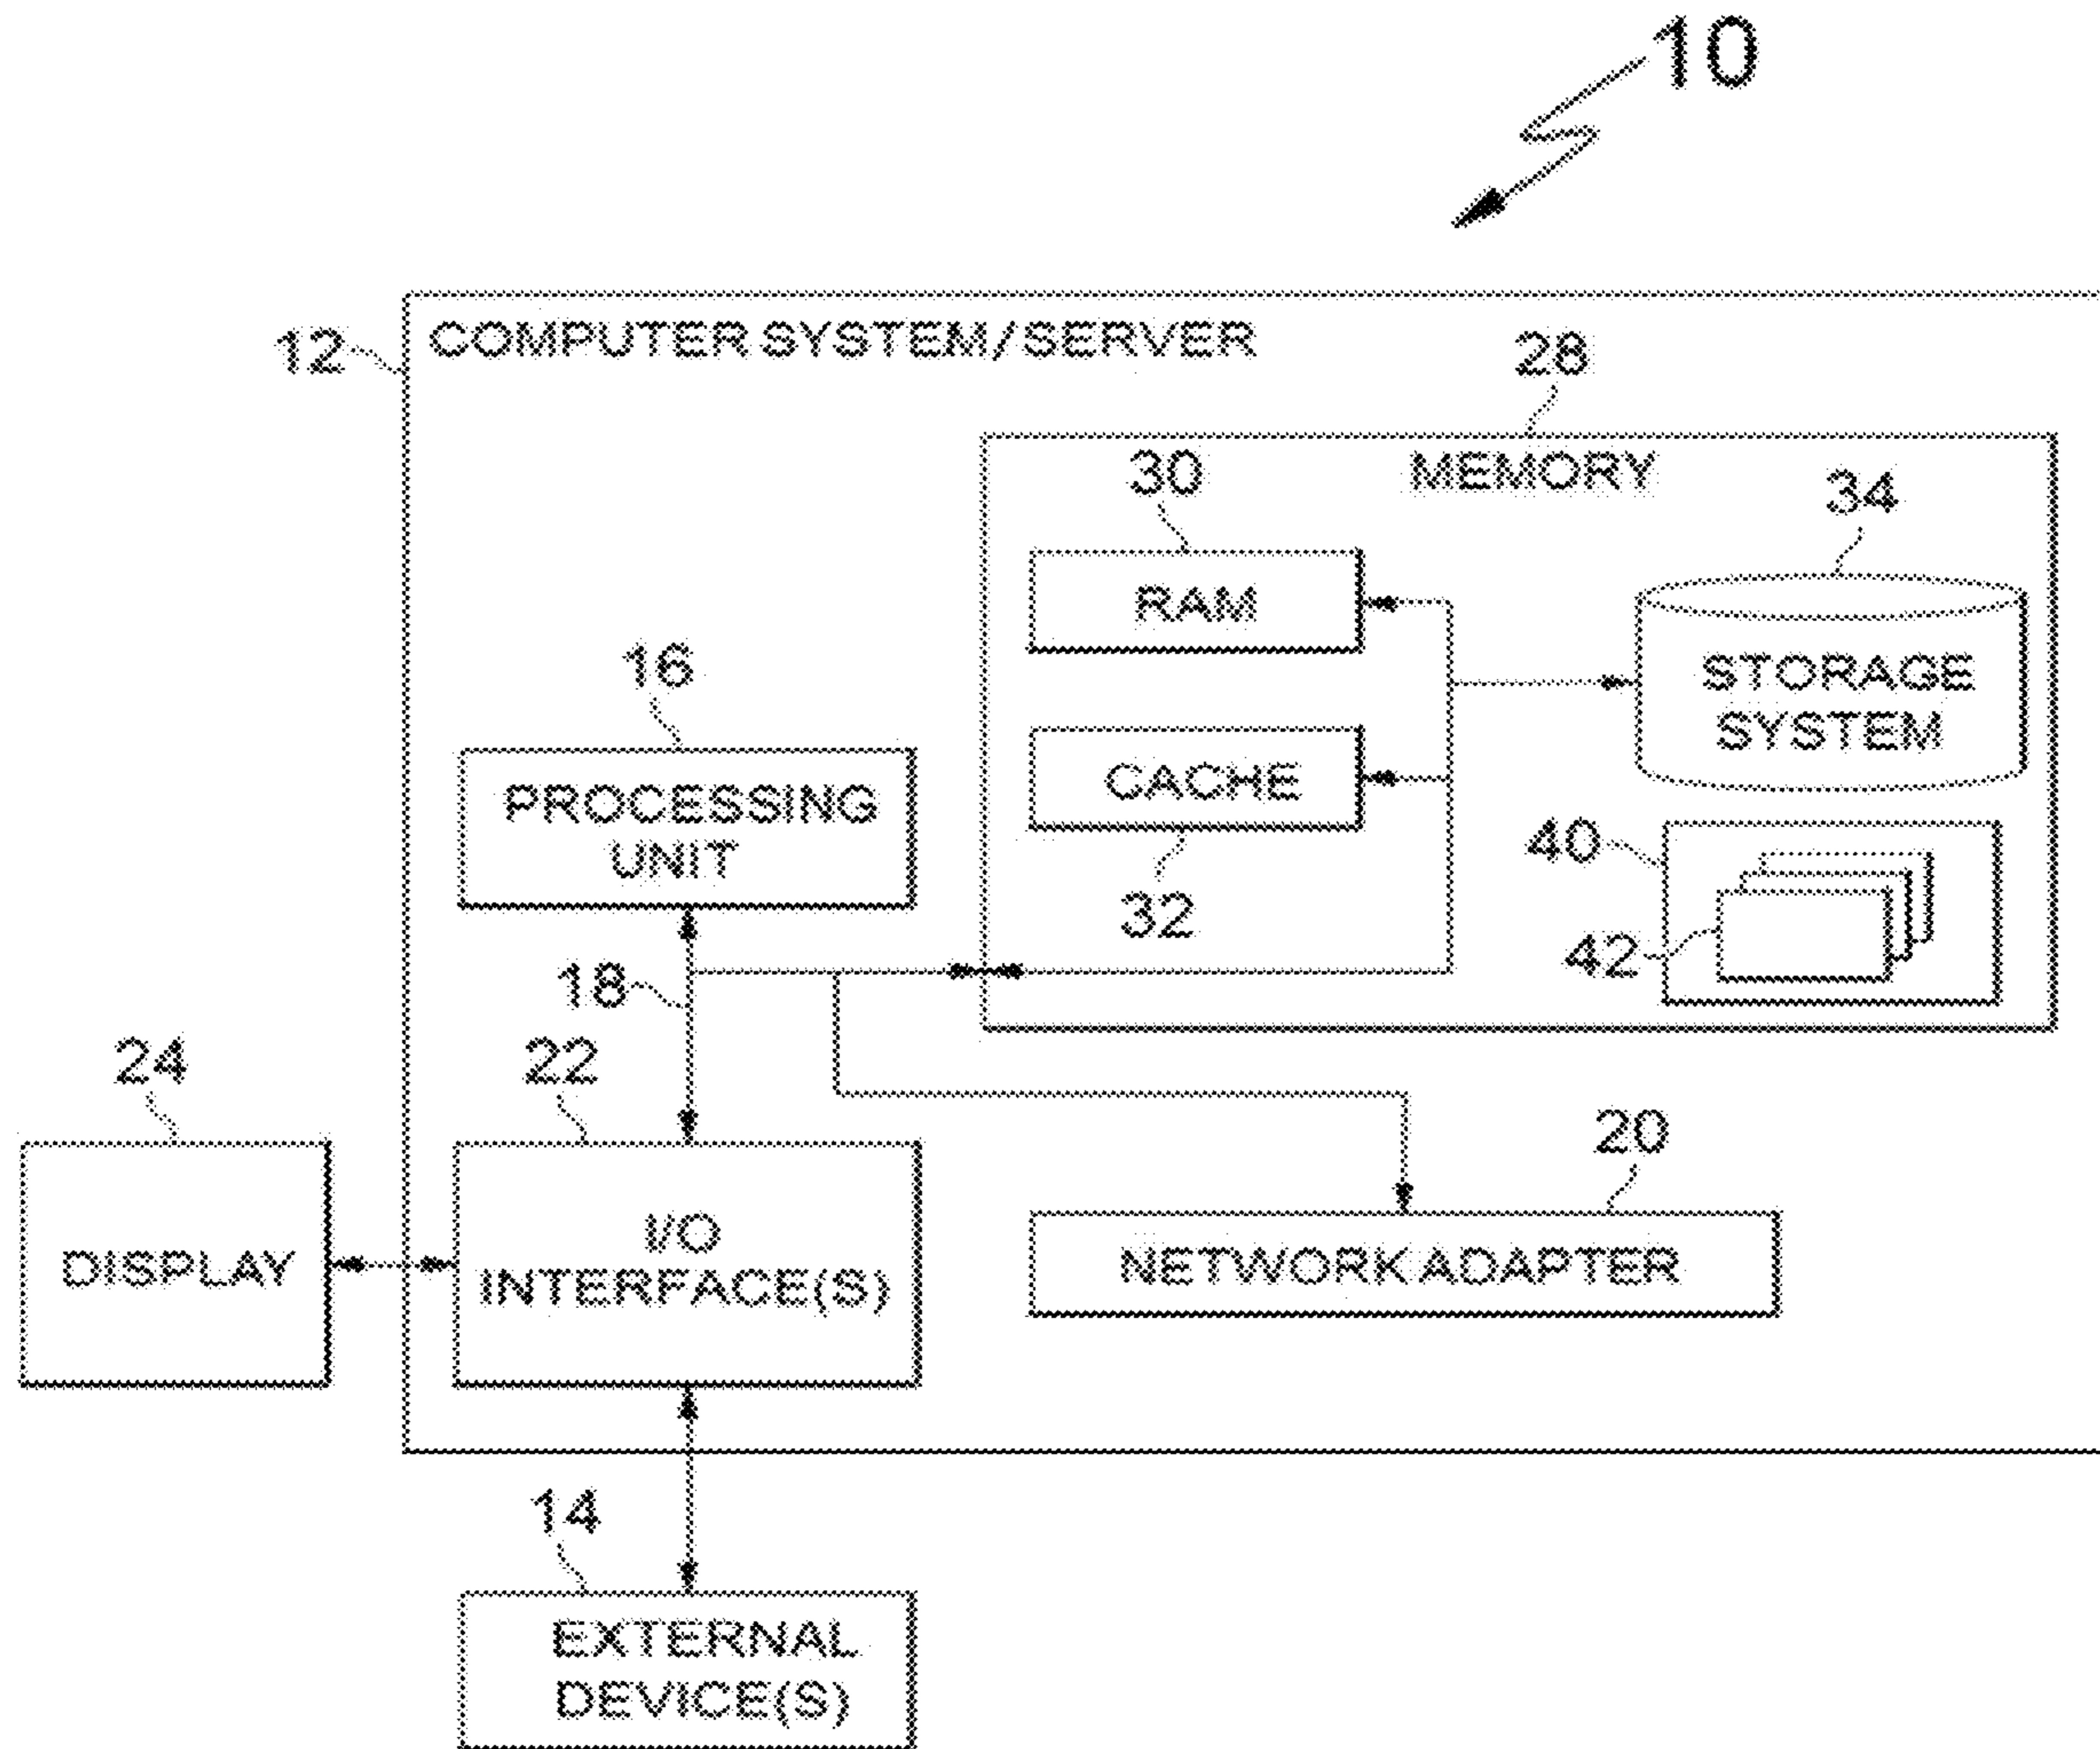 10
12
COMPUTER SYSTEM/SERVER
28
MEMORY
30
34
RAM
STORAGE
SYSTEM
16
CACHE
PROCESSING
UNIT
40
32
42
18
24
22
20
DISPLAY
I/O
INTERFACE(S)
NETWORK ADAPTER
14
EXTERNAL
DEVICE(S)